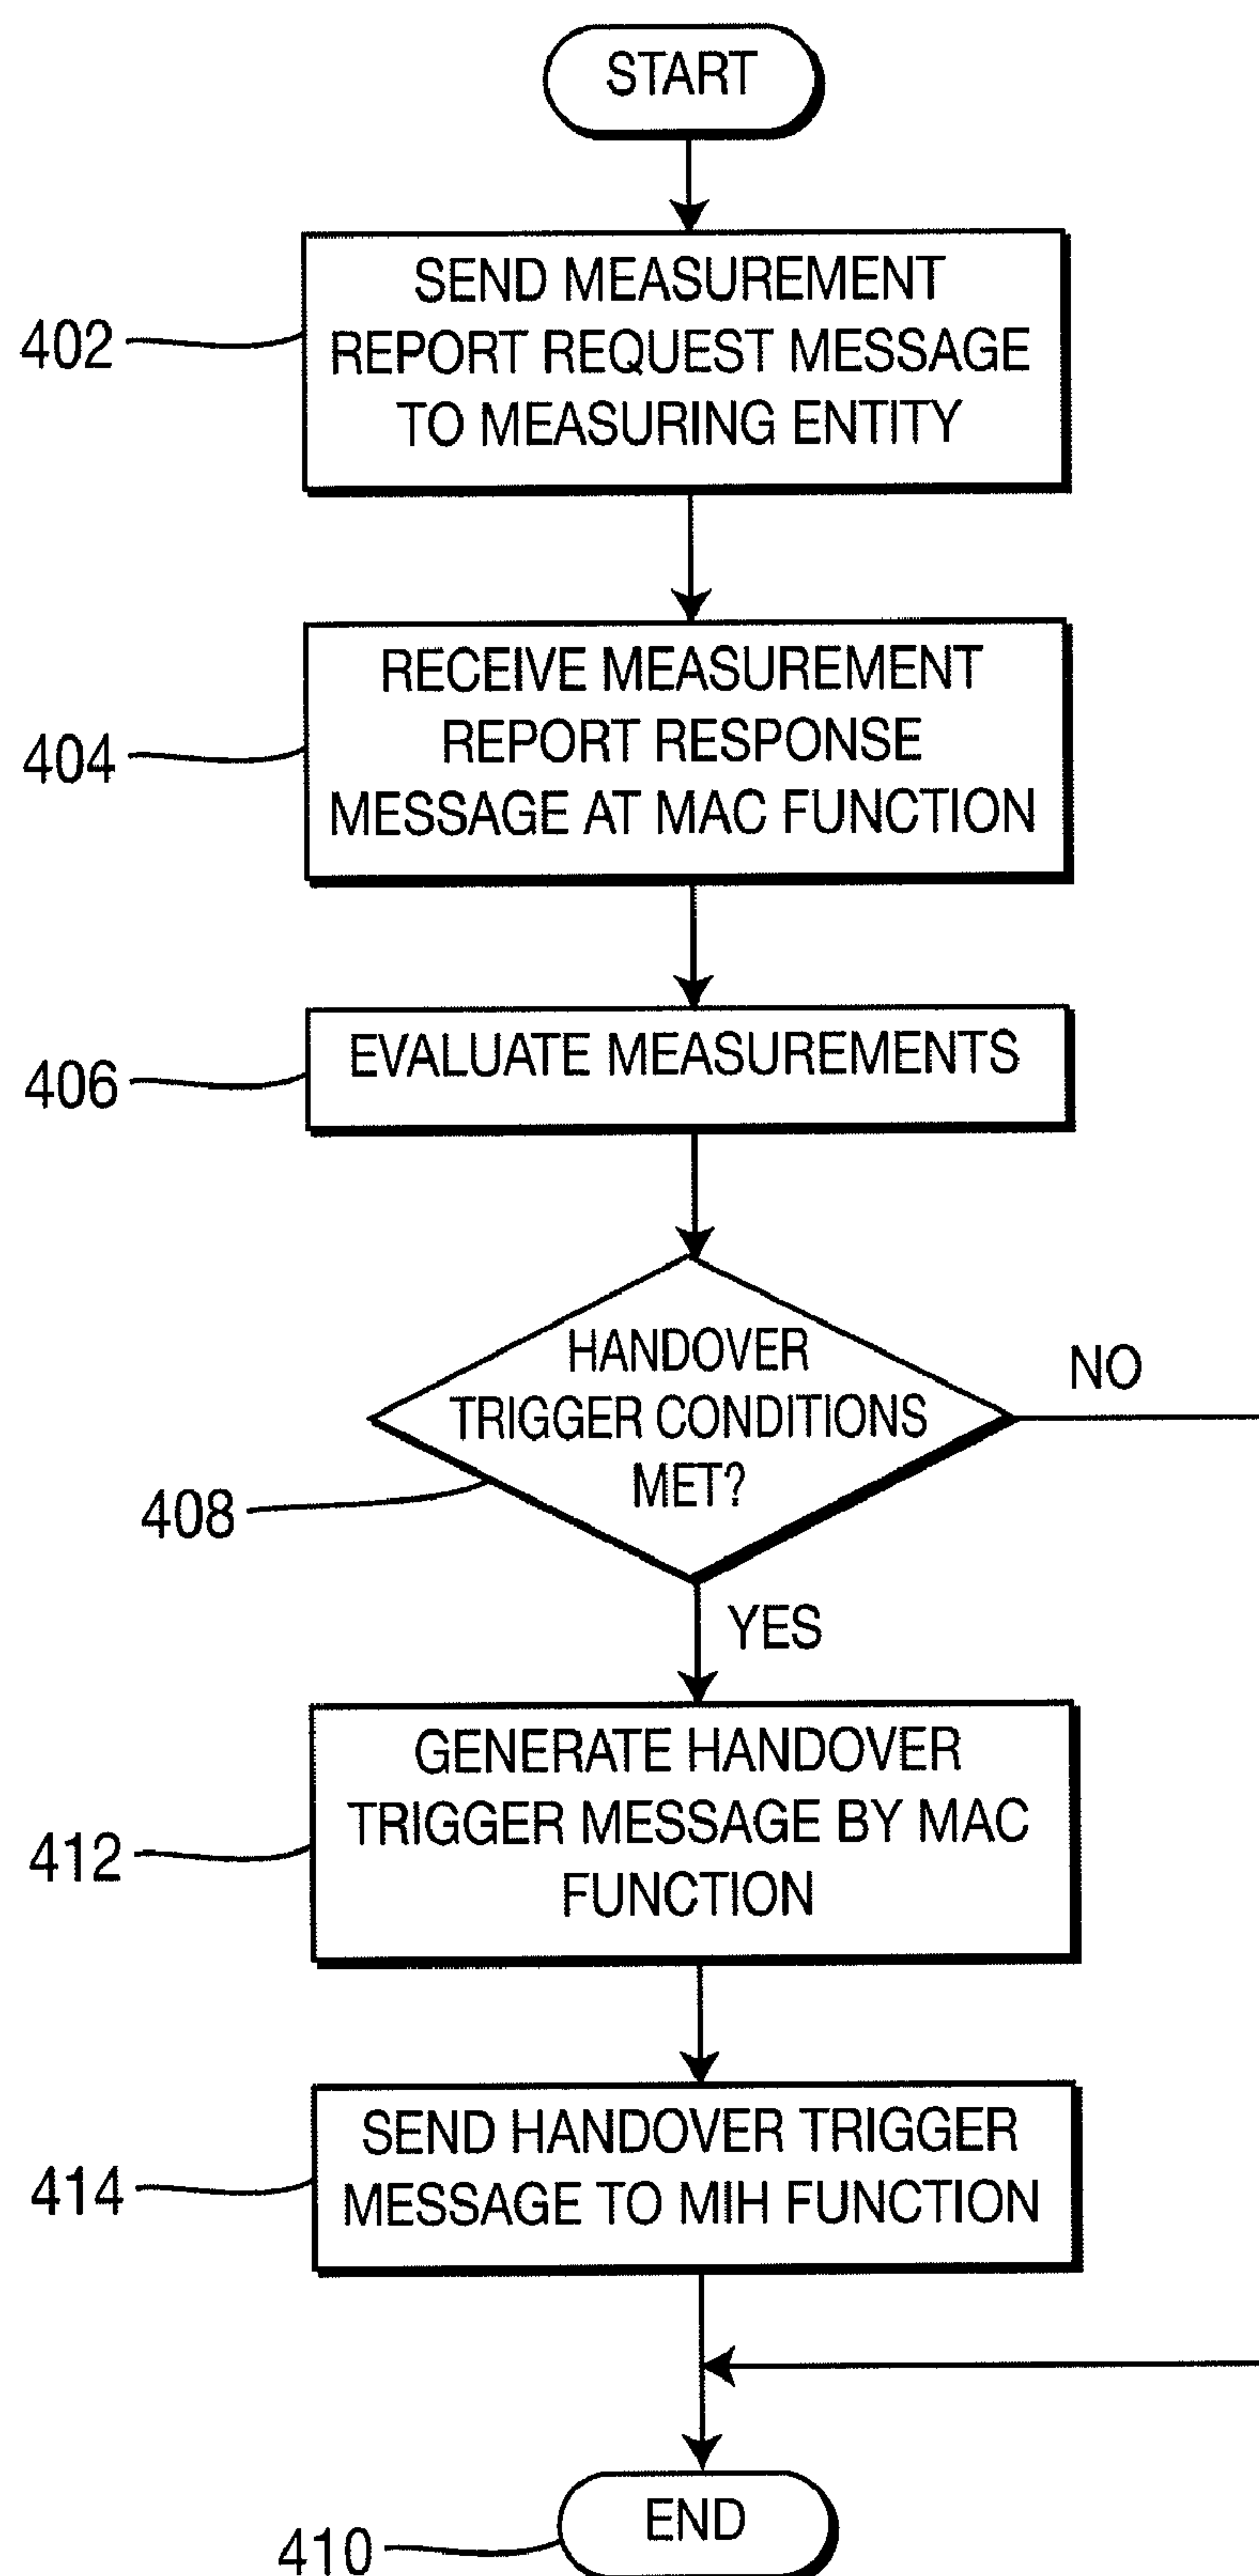 START
SEND MEASUREMENT
REPORT REQUEST MESSAGE
TO MEASURING ENTITY
402
RECEIVE MEASUREMENT
REPORT RESPONSE
MESSAGE AT MAC FUNCTION
404
EVALUATE MEASUREMENTS
406
HANDOVER
TRIGGER CONDITIONS
MET?
NO
408
YES
GENERATE HANDOVER
TRIGGER MESSAGE BY MAC
FUNCTION
412
SEND HANDOVER TRIGGER
MESSAGE TO MIH FUNCTION
414
END
410